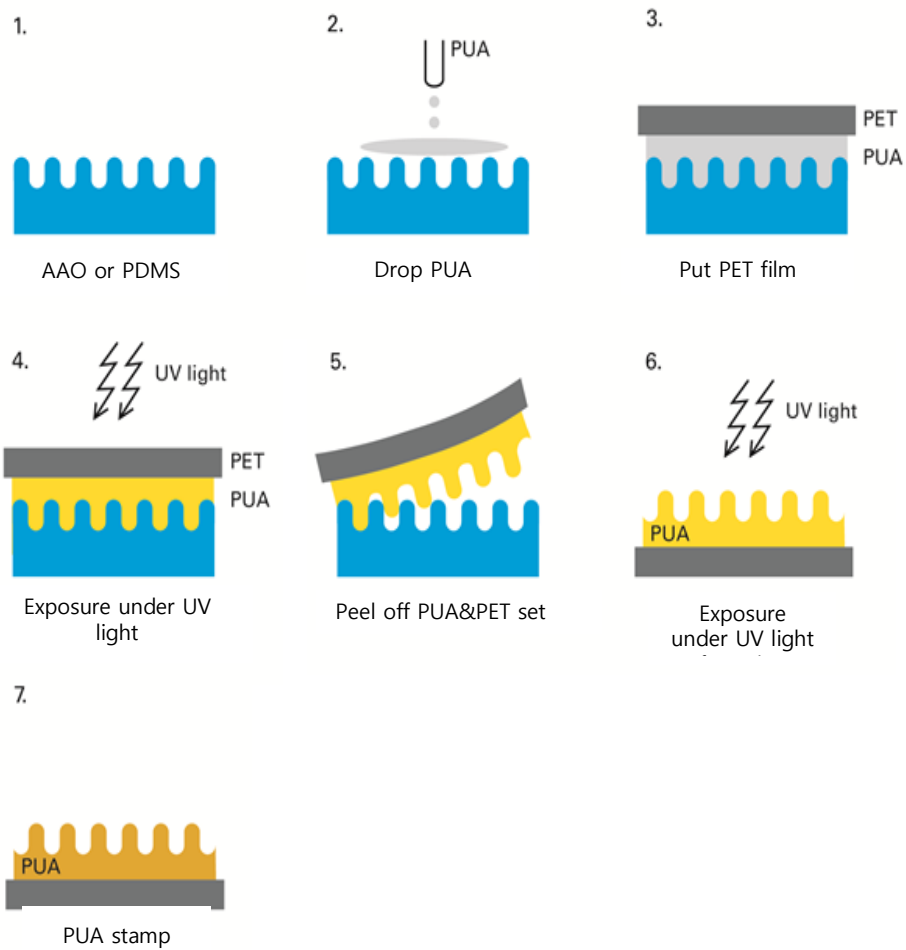 1.
2.
3.
PUA
PET
PUA
AAO or PDMS
Drop PUA
Put PET film
4.
5.
6.
UV light
UV light
PET
PUA
PUA
Exposure under UV
light
Peel off PUA&PET set
Exposure
under UV light
7.
PUA
PUA stamp